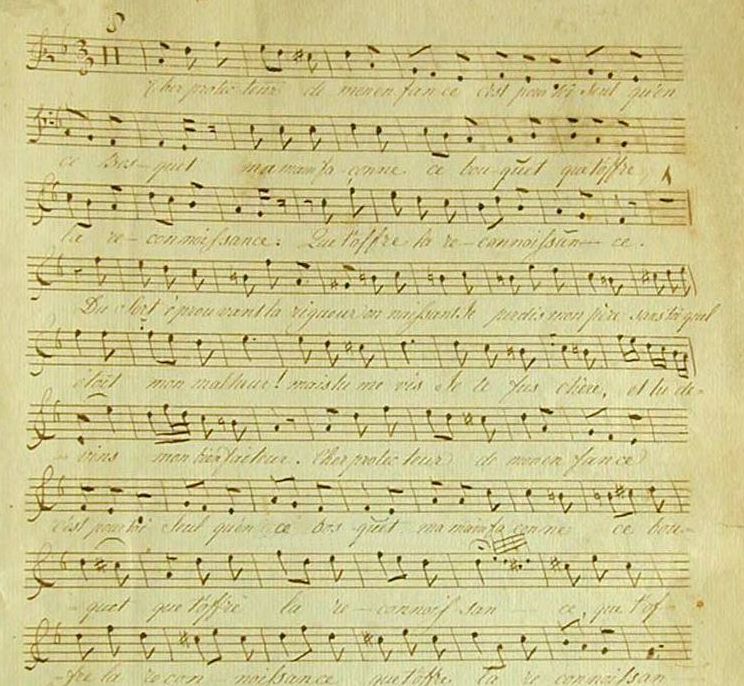 Cher protecteur de mon enfance c'est pour toi seul qu'en
ce Bos-quet ma main façonne ce bou-quet que t'offre
la re-connoissance: Que t'offre la re-connoissan-ce.
Du sort éprouvant la rigueur en naissant Je perdis mon père sans toi quel
étoit mon malheur! mais tu me vis Je te fus chère, et tu de-
vins mon bienfaiteur. Cher protecteur de mon enfance
c'est pour toi Seul qu'en ce bos-quet ma main façonne ce bou-
-quet que t'offre la re-connoissan ce, que t'of-
-fre la recon-noissance que t'offre la re connoissan